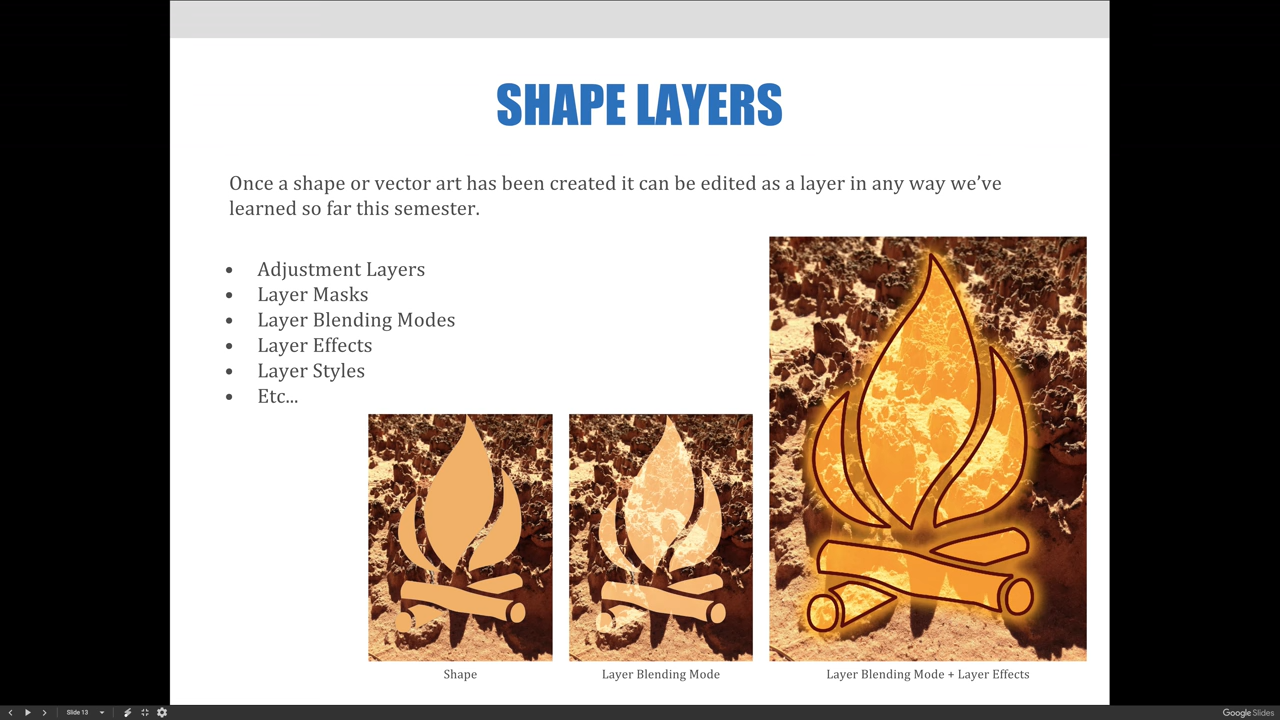 SHAPE LAYERS
Once a shape or vector art has been created it can be edited as a layer in any way we’ve
learned so far this semester.
• Adjustment Layers
• Layer Masks
• Layer Blending Modes
• Layer Effects
• Layer Styles
• Etc...
Shape
Layer Blending Mode
Layer Blending Mode + Layer Effects
Slide 13
Google Slides